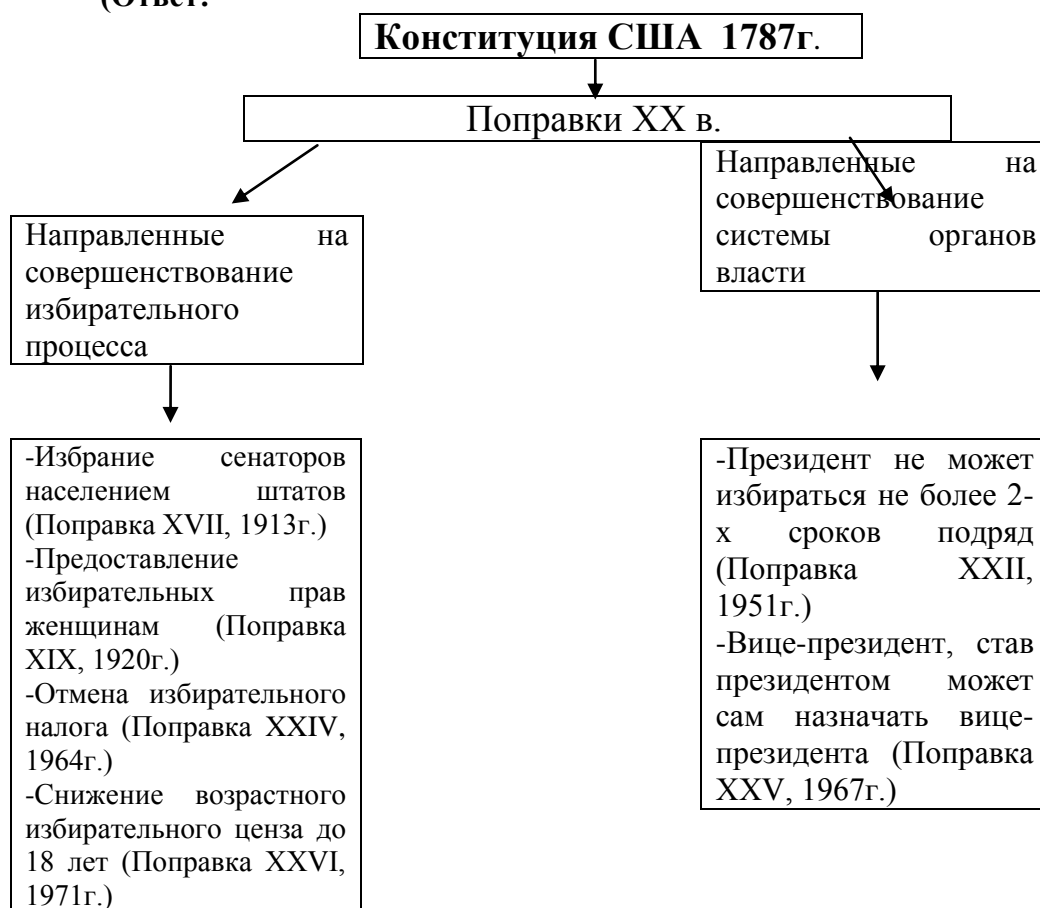 (Ответ:
Конституция США 1787г.
Поправки XX в.
Направленные на
совершенствование
избирательного
процесса
Направленные на
совершенствование
системы органов
власти
-Избрание сенаторов
населением штатов
(Поправка XVII, 1913г.)
-Предоставление
избирательных прав
женщинам (Поправка
XIX, 1920г.)
-Отмена избирательного
налога (Поправка XXIV,
1964г.)
-Снижение возрастного
избирательного ценза до
18 лет (Поправка XXVI,
1971г.)
-Президент не может
избираться не более 2-
х сроков подряд
(Поправка XXII,
1951г.)
-Вице-президент, став
президентом может
сам назначать вице-
президента (Поправка
XXV, 1967г.)